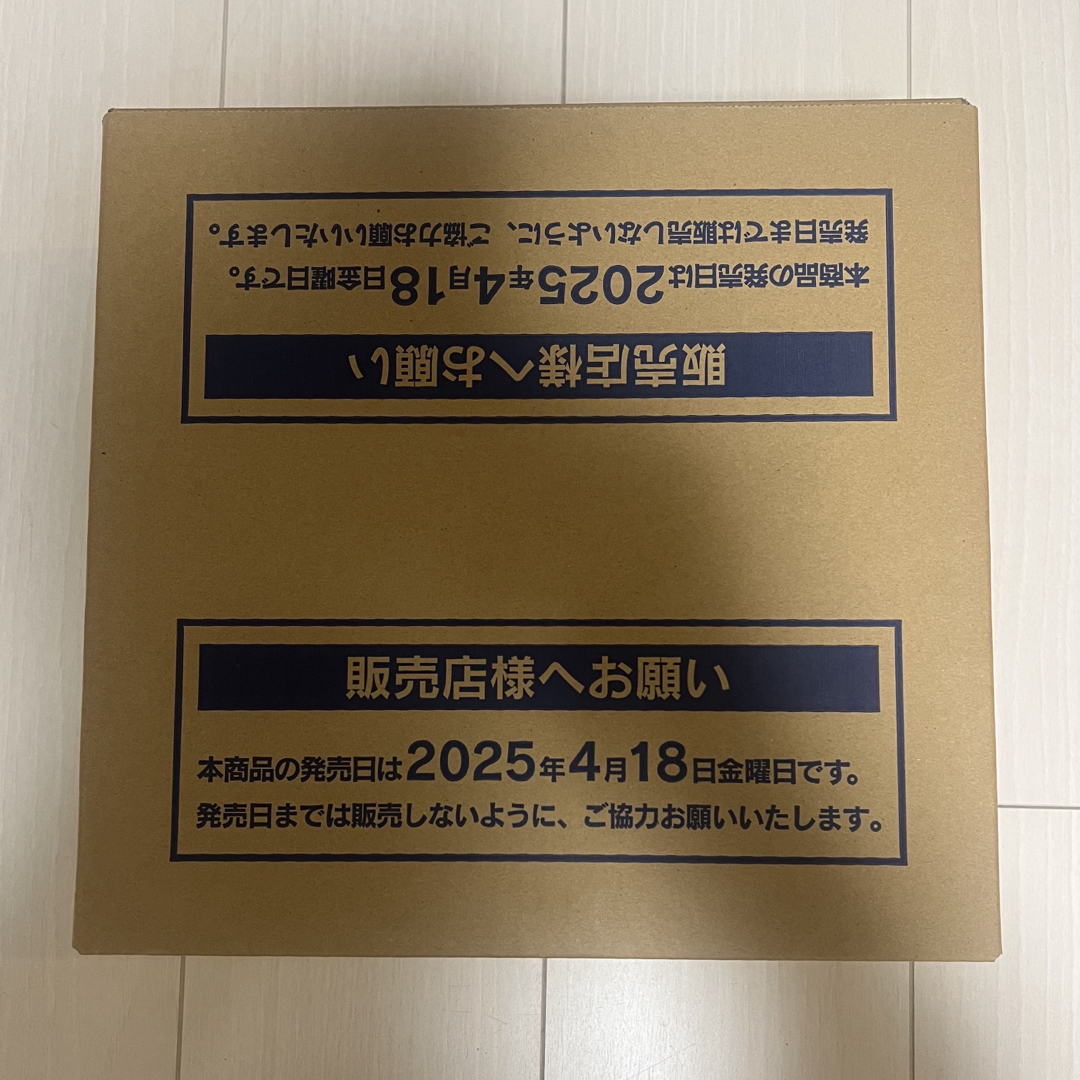 販売店様へお願い
本商品の発売日は2025年4月18日金曜日です。
発売日までは販売しないように、ご協力お願いいたします。
販売店様へお願い
本商品の発売日は2025年4月18日金曜日です。
発売日までは販売しないように、ご協力お願いいたします。